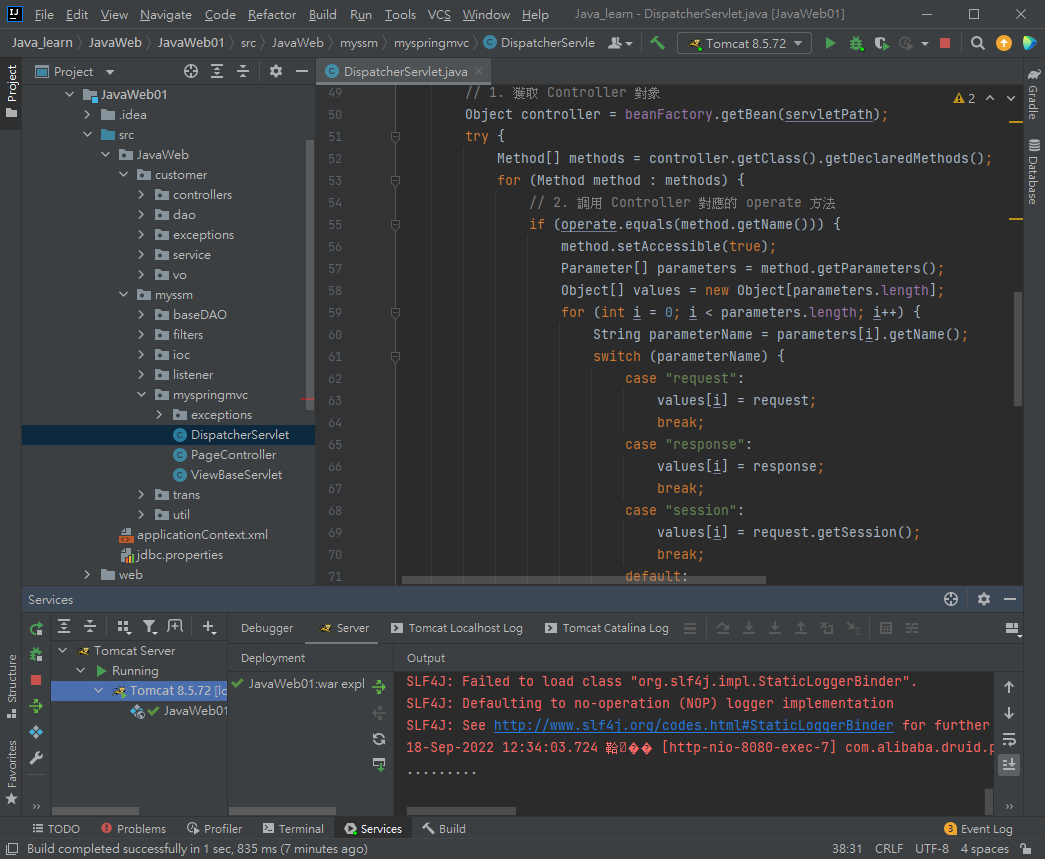 File Edit View Navigate Code Refactor Build Run Tools VCS Window Help Java_learn - DispatcherServlet.java [JavaWeb01]
Java_learn JavaWeb JavaWeb01 src JavaWeb myssm myspringmvc DispatcherServle Tomcat 8.5.72
Project
Project
JavaWeb01
.idea
src
JavaWeb
customer
controllers
dao
exceptions
service
vo
myssm
baseDAO
filters
ioc
listener
myspringmvc
exceptions
DispatcherServlet
PageController
ViewBaseServlet
trans
util
applicationContext.xml
jdbc.properties
web
DispatcherServlet.java
2
49 // 1. 獲取 Controller 對象
50 Object controller = beanFactory.getBean(servletPath);
51 try {
52 Method[] methods = controller.getClass().getDeclaredMethods();
53 for (Method method : methods) {
54 // 2. 調用 Controller 對應的 operate 方法
55 if (operate.equals(method.getName())) {
56 method.setAccessible(true);
57 Parameter[] parameters = method.getParameters();
58 Object[] values = new Object[parameters.length];
59 for (int i = 0; i < parameters.length; i++) {
60 String parameterName = parameters[i].getName();
61 switch (parameterName) {
62 case "request":
63 values[i] = request;
64 break;
65 case "response":
66 values[i] = response;
67 break;
68 case "session":
69 values[i] = request.getSession();
70 break;
71 default:
Gradle
Database
Services
Debugger Server Tomcat Localhost Log Tomcat Catalina Log
Tomcat Server
Running
Tomcat 8.5.72 [lo
JavaWeb01
Deployment
JavaWeb01:war expl
Output
SLF4J: Failed to load class "org.slf4j.impl.StaticLoggerBinder".
SLF4J: Defaulting to no-operation (NOP) logger implementation
SLF4J: See http://www.slf4j.org/codes.html#StaticLoggerBinder for further
18-Sep-2022 12:34:03.724 �� [http-nio-8080-exec-7] com.alibaba.druid.p
.........
Structure
Favorites
TODO Problems Profiler Terminal Services Build 3 Event Log
Build completed successfully in 1 sec, 835 ms (7 minutes ago) 38:31 CRLF UTF-8 4 spaces